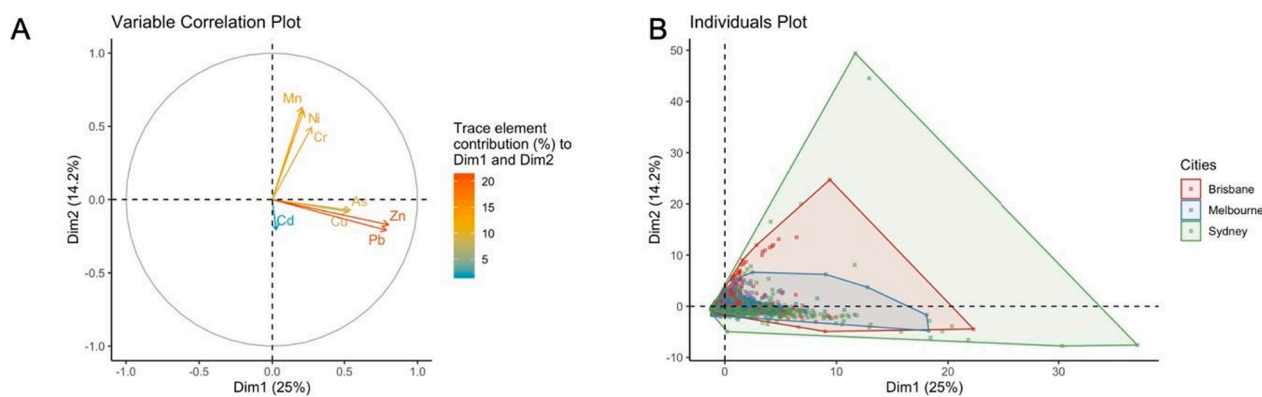 A
Variable Correlation Plot
1.0
0.5
0.0
-0.5
-1.0
Dim2 (14.2%)
Mn
Ni
Cr
As
Cu
Zn
Pb
Cd
-1.0 -0.5 0.0 0.5 1.0
Dim1 (25%)
Trace element
contribution (%) to
Dim1 and Dim2
20
15
10
5
B
Individuals Plot
50
40
30
20
10
0
-10
Dim2 (14.2%)
0 10 20 30
Dim1 (25%)
Cities
Brisbane
Melbourne
Sydney